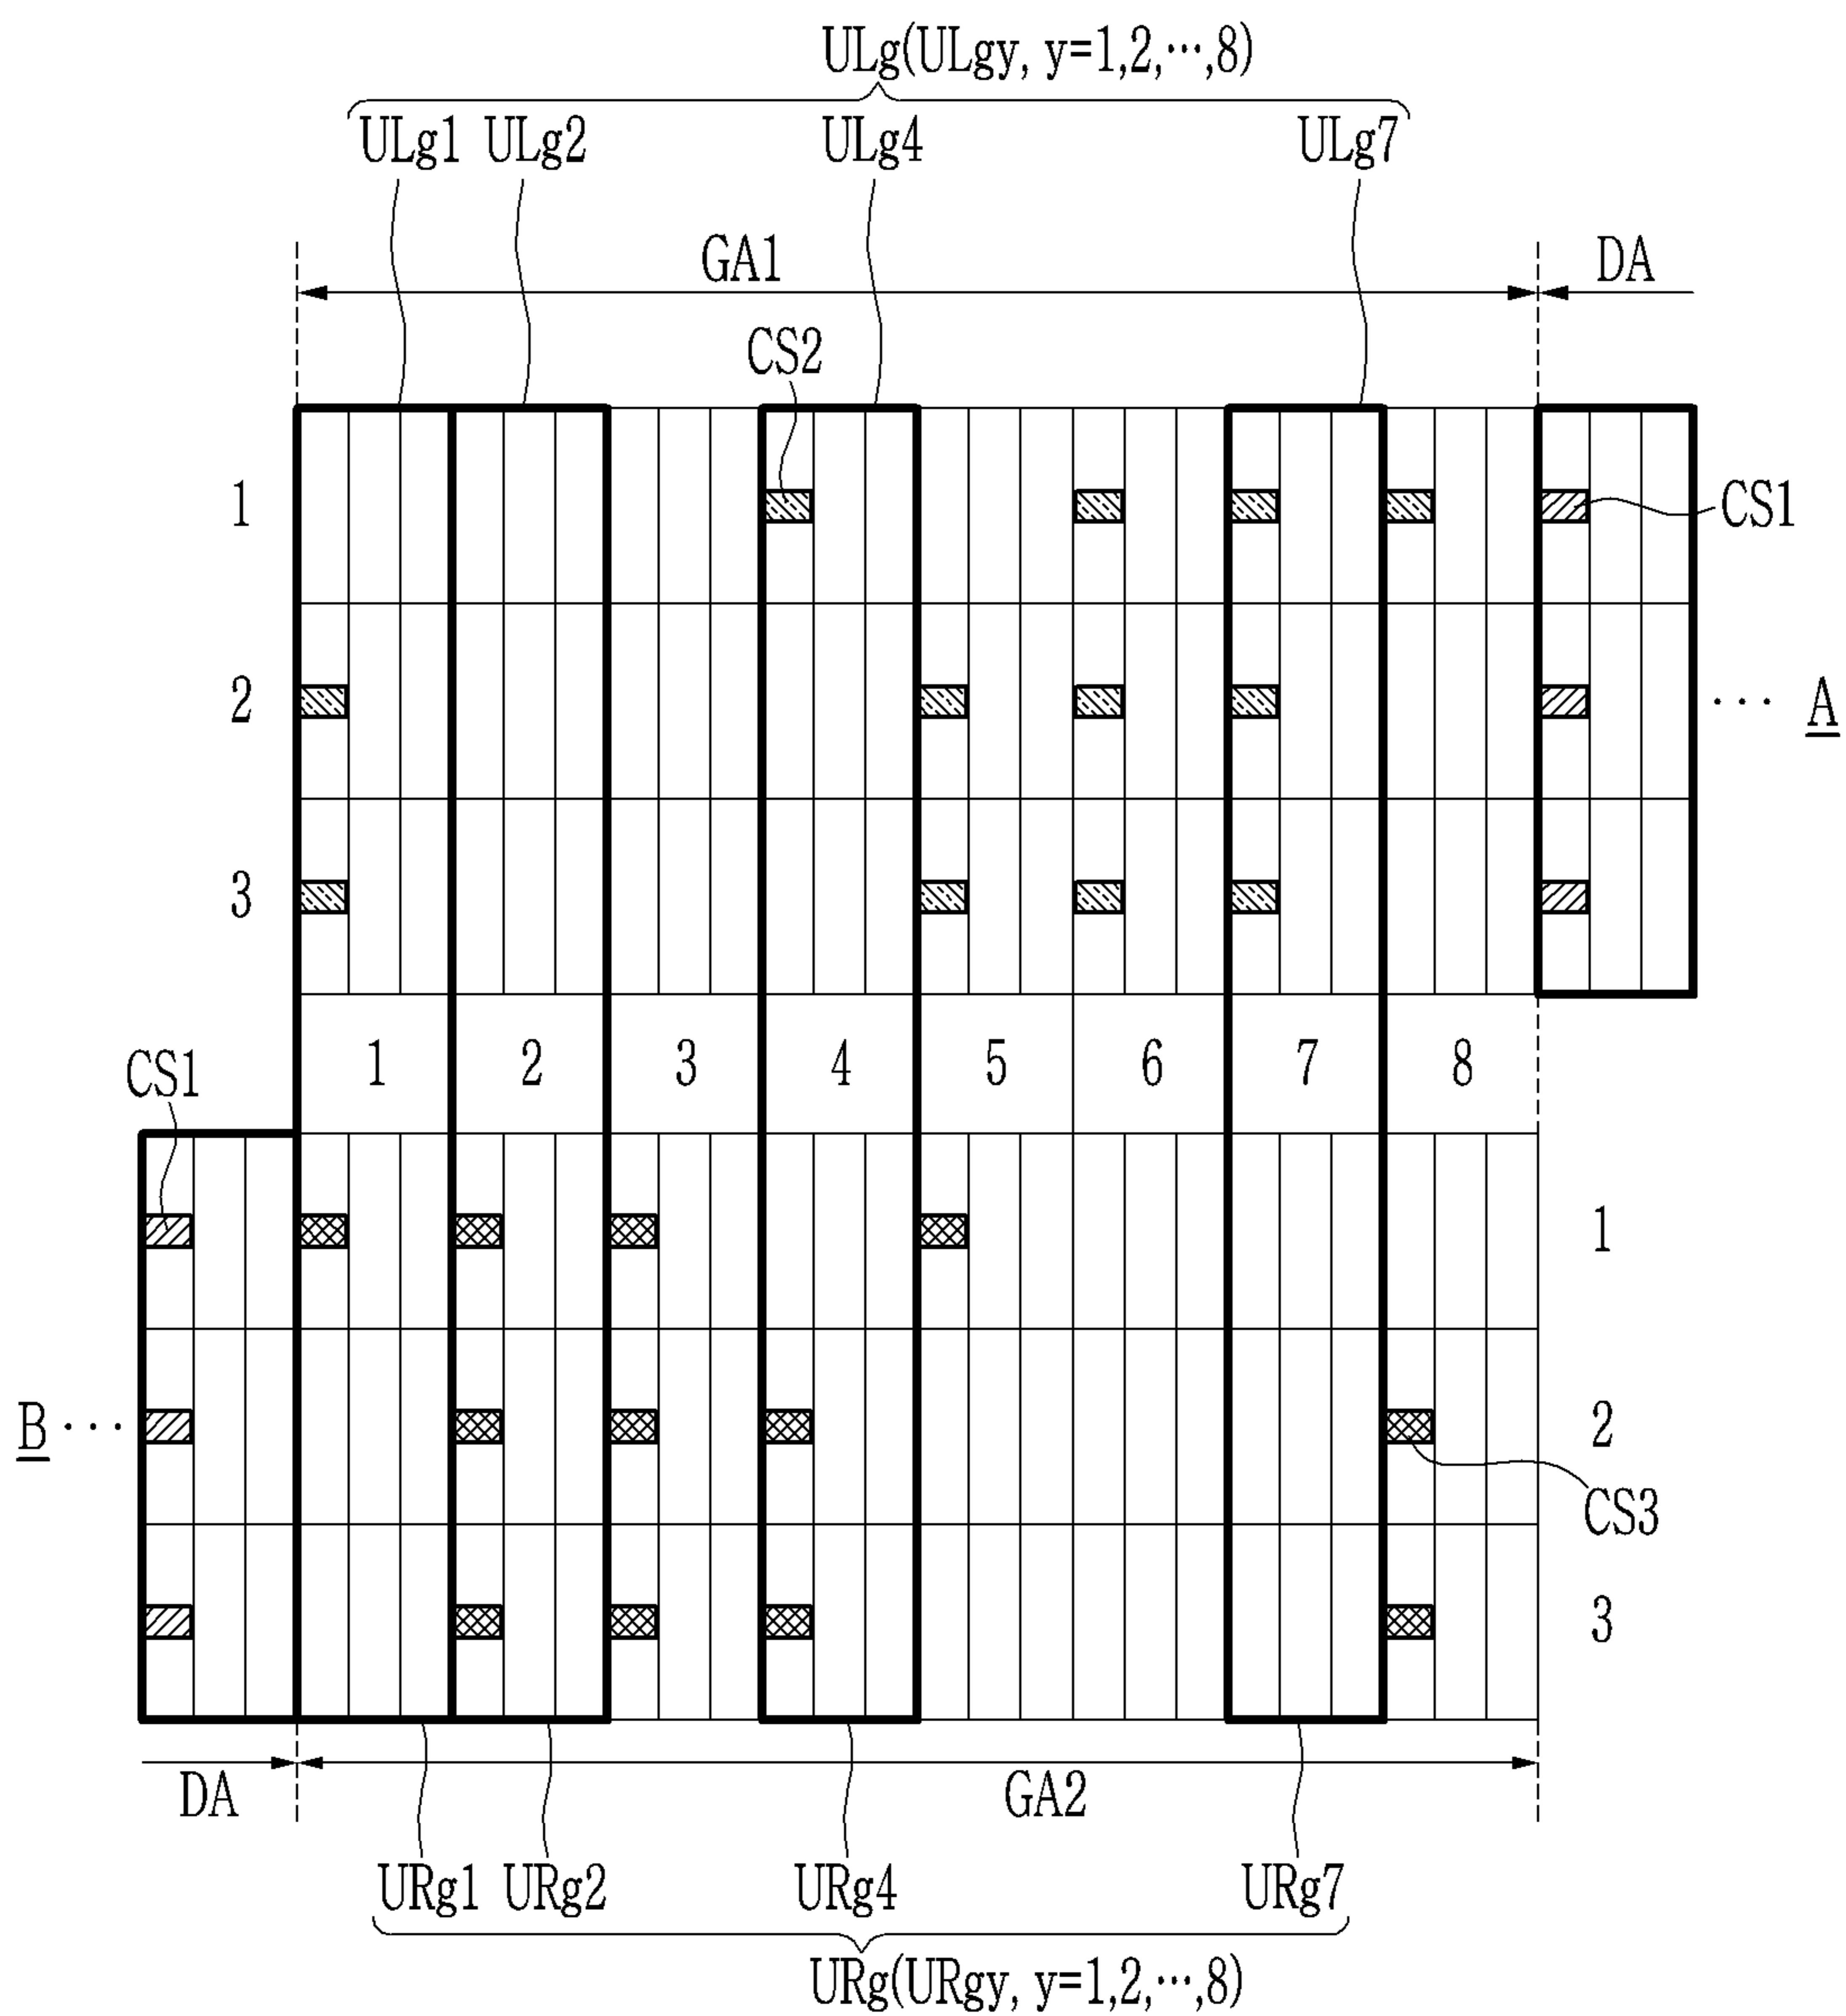 ULg(ULgy, y=1,2,···,8)
ULg1 ULg2 ULg4 ULg7
GA1 DA
CS2
1 CS1
2 ··· A
3
1 2 3 4 5 6 7 8
CS1
1
B ··· 2
CS3
3
DA GA2
URg1 URg2 URg4 URg7
URg(URgy, y=1,2,···,8)